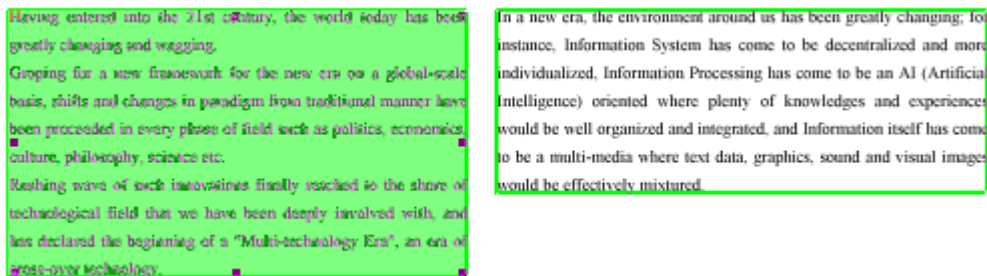 Having entered into the 21st century, the world today has been
greatly changing and wagging.
Groping for a new framework for the new era on a global-scale
basis, shifts and changes in paradigm from traditional manner have
been proceeded in every phase of field such as politics, economics,
culture, philosophy, science etc.
Rushing wave of such innovations finally reached to the shore of
technological field that we have been deeply involved with, and
has declared the beginning of a "Multi-technology Era", an era of
cross-over technology.
In a new era, the environment around us has been greatly changing; for
instance, Information System has come to be decentralized and more
individualized, Information Processing has come to be an AI (Artificial
Intelligence) oriented where plenty of knowledges and experiences
would be well organized and integrated, and Information itself has come
to be a multi-media where text data, graphics, sound and visual images
would be effectively mixtured.